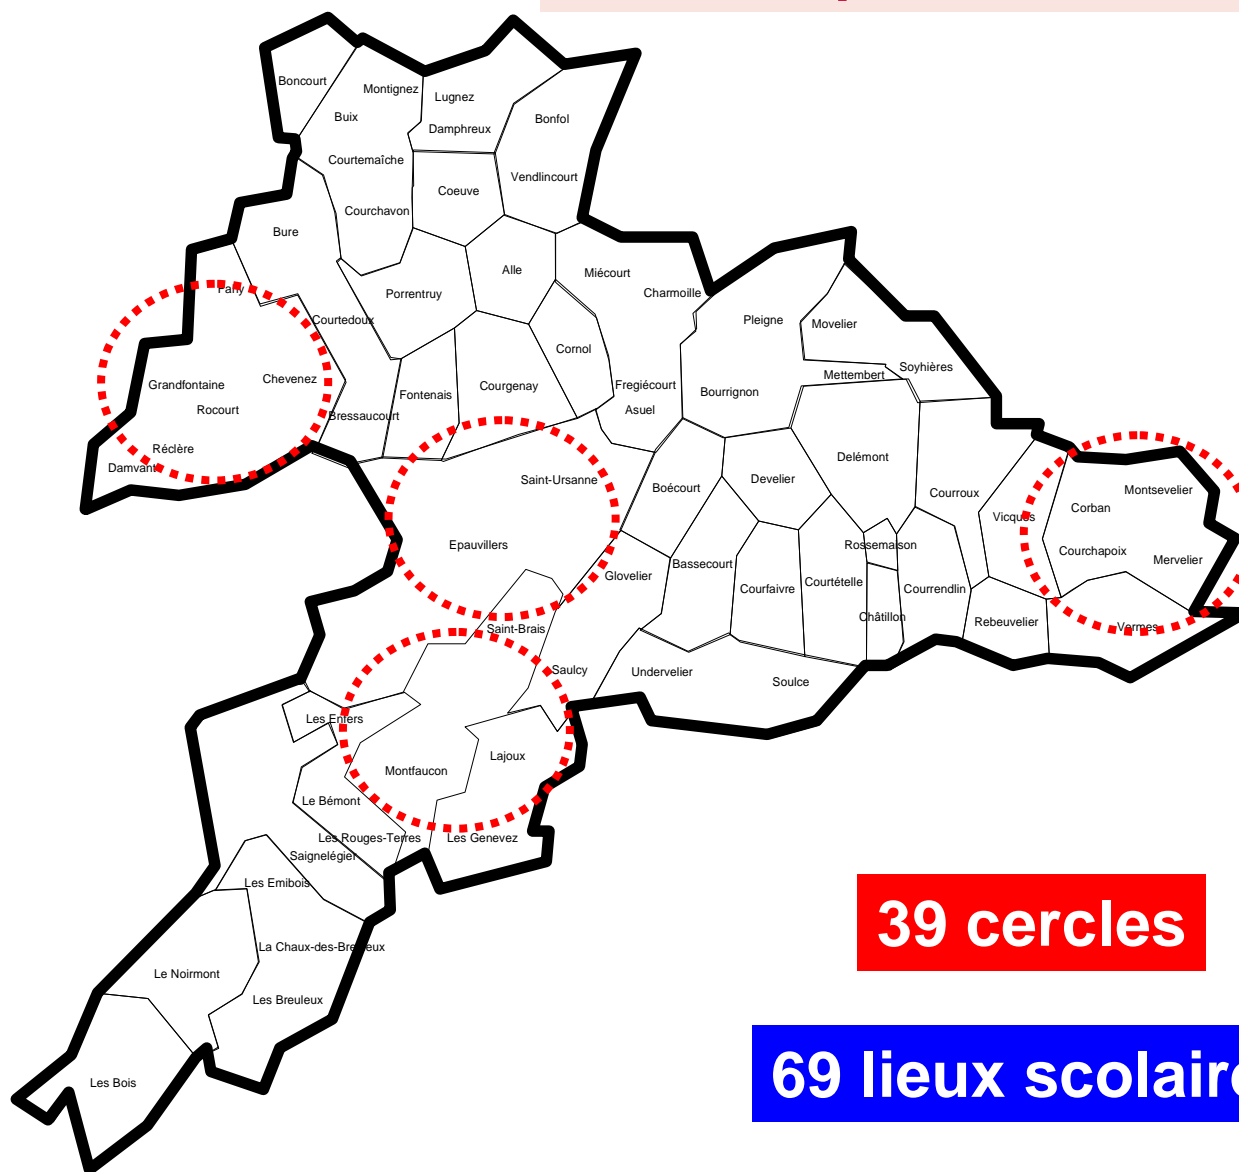 Boncourt
Montignez
Lugnez
Buix
Damphreux
Bonfol
Courtemaîche
Coeuve
Vendlincourt
Courchavon
Bure
Alle
Miécourt
Porrentruy
Charmoille
Fahy
Courtedoux
Pleigne
Movelier
Cornol
Soyhières
Mettembert
Grandfontaine
Chevenez
Courgenay
Fregiécourt
Bourrignon
Fontenais
Rocourt
Bressaucourt
Asuel
Réclère
Damvant
Delémont
Saint-Ursanne
Boécourt
Develier
Courroux
Montsevelier
Corban
Vicques
Epauvillers
Rossemaison
Courchapoix
Mervelier
Glovelier
Bassecourt
Courfaivre
Courtételle
Courrendlin
Châtillon
Rebeuvelier
Vermes
Saint-Brais
Saulcy
Undervelier
Soulce
Les Enfers
Lajoux
Montfaucon
Le Bémont
Les Rouges-Terres
Les Genevez
Saignelégier
Les Emibois
La Chaux-des-Breuleux
Le Noirmont
Les Breuleux
Les Bois
39 cercles
69 lieux scolaire